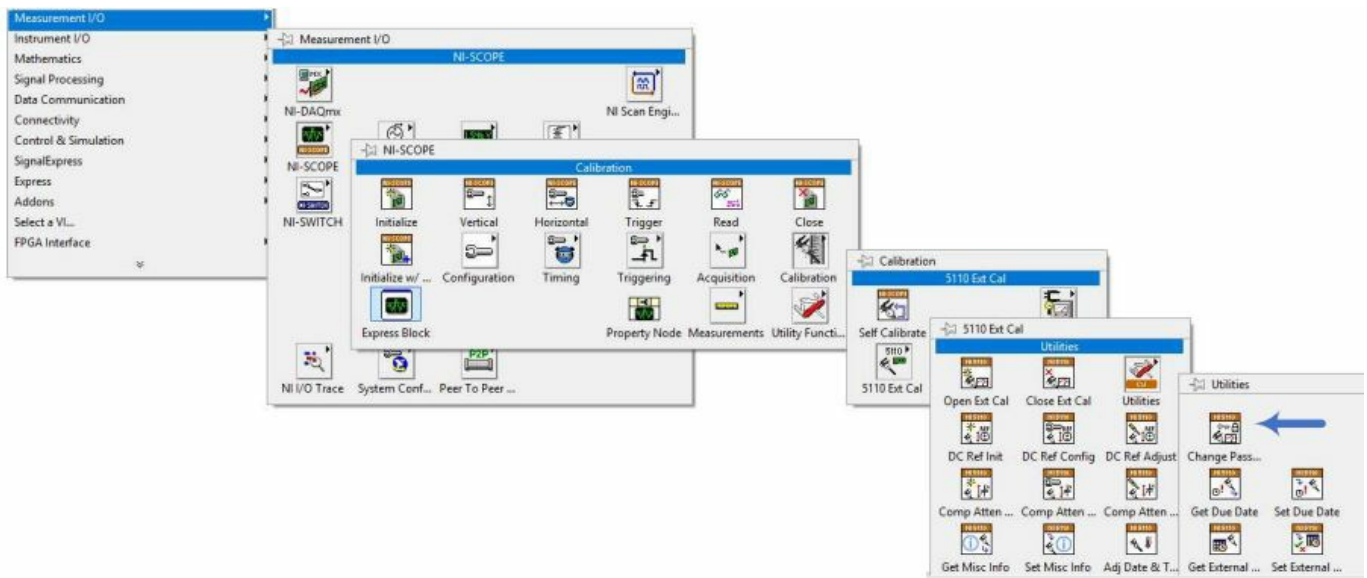 Measurement I/O
Instrument I/O
Mathematics
Signal Processing
Data Communication
Connectivity
Control & Simulation
SignalExpress
Express
Addons
Select a VI...
FPGA Interface
Measurement I/O
NI-SCOPE
NI-DAQmx
NI Scan Engi...
NI-SCOPE
NI-SWITCH
NI I/O Trace
System Conf...
Peer To Peer ...
NI-SCOPE
Calibration
Initialize
Vertical
Horizontal
Trigger
Read
Close
Initialize w/ ...
Configuration
Timing
Triggering
Acquisition
Calibration
Express Block
Property Node
Measurements
Utility Functi...
Calibration
5110 Ext Cal
Self Calibrate
5110
5110 Ext Cal
5110 Ext Cal
Utilities
Open Ext Cal
Close Ext Cal
Utilities
DC Ref Init
DC Ref Config
DC Ref Adjust
Comp Atten ...
Comp Atten ...
Comp Atten ...
Get Misc Info
Set Misc Info
Adj Date & T...
Utilities
Change Pass...
Get Due Date
Set Due Date
Get External ...
Set External ...